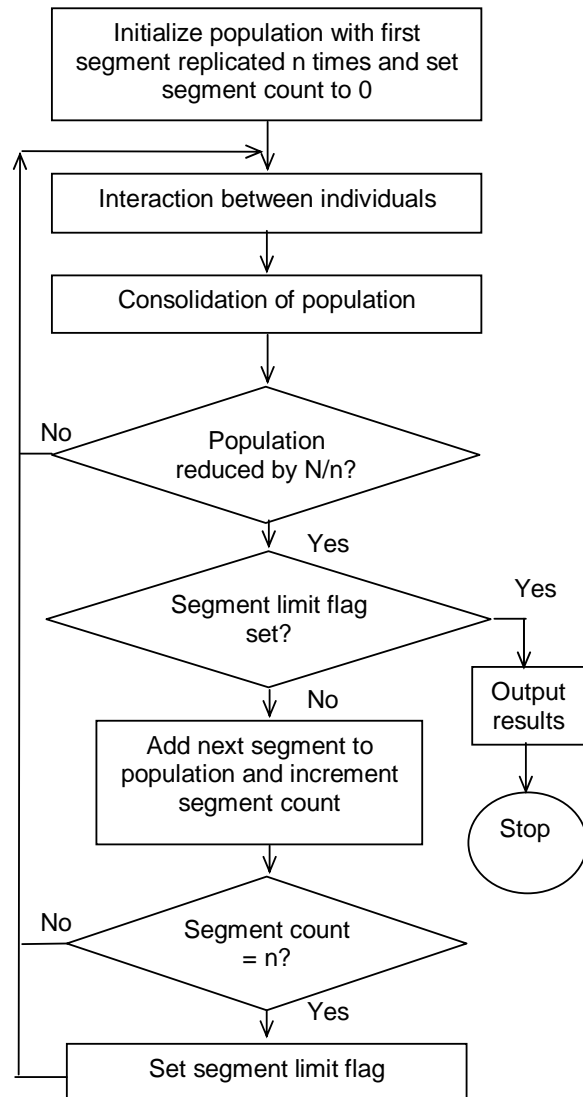 Initialize population with first
segment replicated n times and set
segment count to 0
Interaction between individuals
Consolidation of population
No
Population
reduced by N/n?
Yes
Segment limit flag
set?
Yes
No
Output
results
Add next segment to
population and increment
segment count
Stop
No
Segment count
= n?
Yes
Set segment limit flag